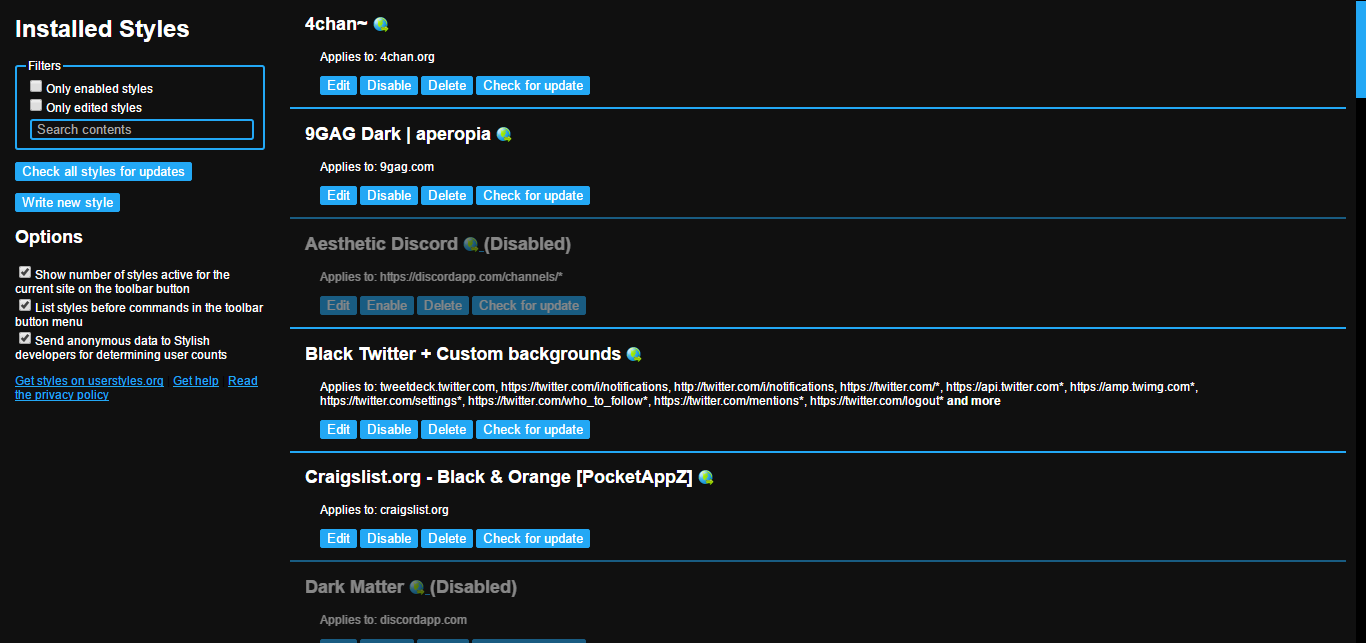 Installed Styles
Filters
Only enabled styles
Only edited styles
Search contents
Check all styles for updates
Write new style
Options
Show number of styles active for the
current site on the toolbar button
List styles before commands in the toolbar
button menu
Send anonymous data to Stylish
developers for determining user counts
Get styles on userstyles.org Get help Read
the privacy policy
4chan~
Applies to: 4chan.org
Edit Disable Delete Check for update
9GAG Dark | aperopia
Applies to: 9gag.com
Edit Disable Delete Check for update
Aesthetic Discord (Disabled)
Applies to: https://discordapp.com/channels/*
Edit Enable Delete Check for update
Black Twitter + Custom backgrounds
Applies to: tweetdeck.twitter.com, https://twitter.com/i/notifications, http://twitter.com/i/notifications, https://twitter.com/*, https://api.twitter.com*, https://amp.twimg.com*,
https://twitter.com/settings*, https://twitter.com/who_to_follow*, https://twitter.com/mentions*, https://twitter.com/logout* and more
Edit Disable Delete Check for update
Craigslist.org - Black & Orange [PocketAppZ]
Applies to: craigslist.org
Edit Disable Delete Check for update
Dark Matter (Disabled)
Applies to: discordapp.com